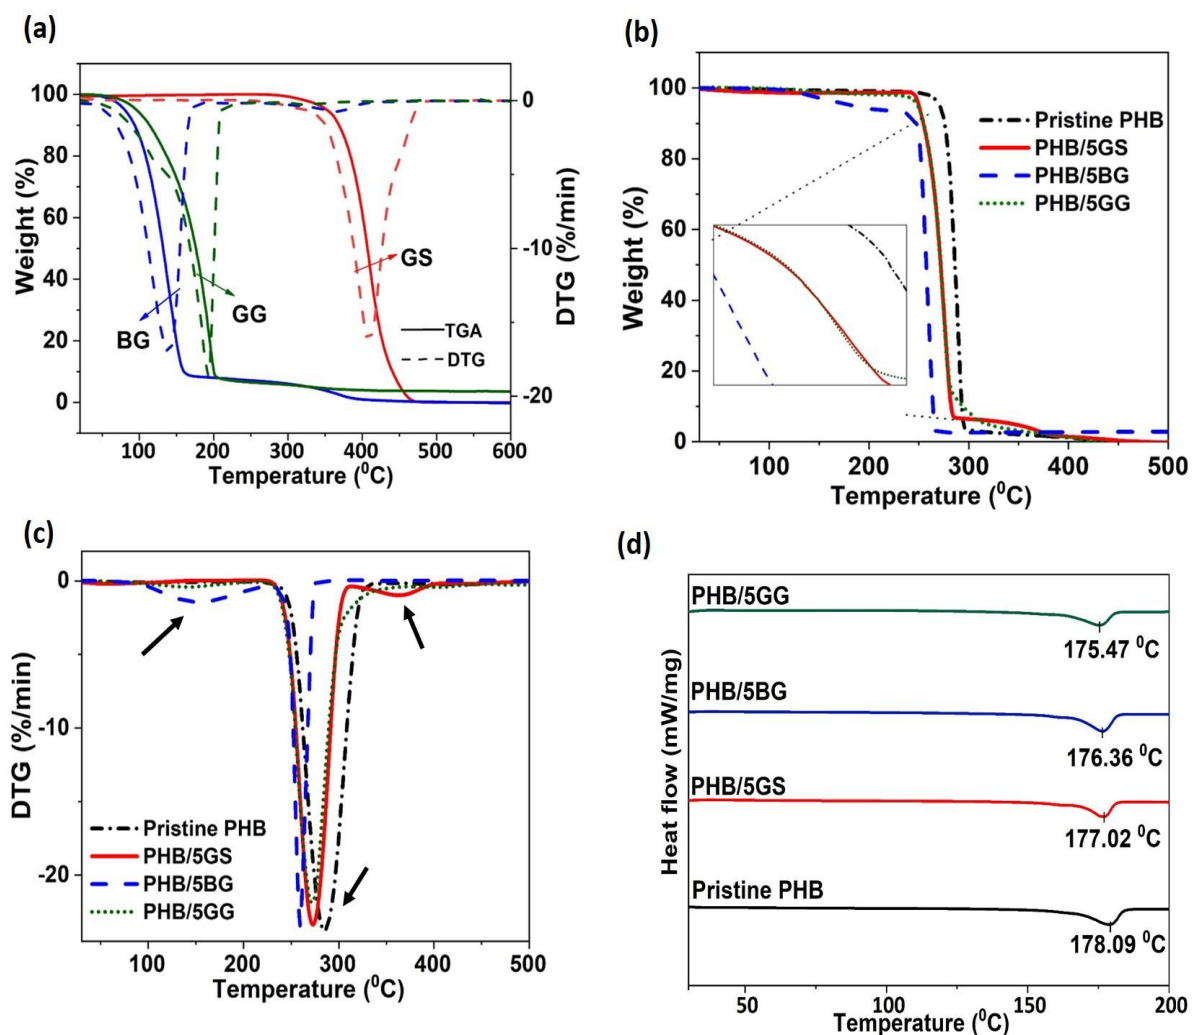 (a)
100
80
60
40
20
0
Weight (%)
0
-10
-20
DTG (%/min)
GS
GG
BG
TGA
DTG
100 200 300 400 500 600
Temperature (⁰C)
(b)
100
80
60
40
20
0
Weight (%)
Pristine PHB
PHB/5GS
PHB/5BG
PHB/5GG
100 200 300 400 500
Temperature (⁰C)
(c)
0
-10
-20
DTG (%/min)
Pristine PHB
PHB/5GS
PHB/5BG
PHB/5GG
100 200 300 400 500
Temperature (⁰C)
(d)
Heat flow (mW/mg)
PHB/5GG
175.47 ⁰C
PHB/5BG
176.36 ⁰C
PHB/5GS
177.02 ⁰C
Pristine PHB
178.09 ⁰C
50 100 150 200
Temperature (⁰C)